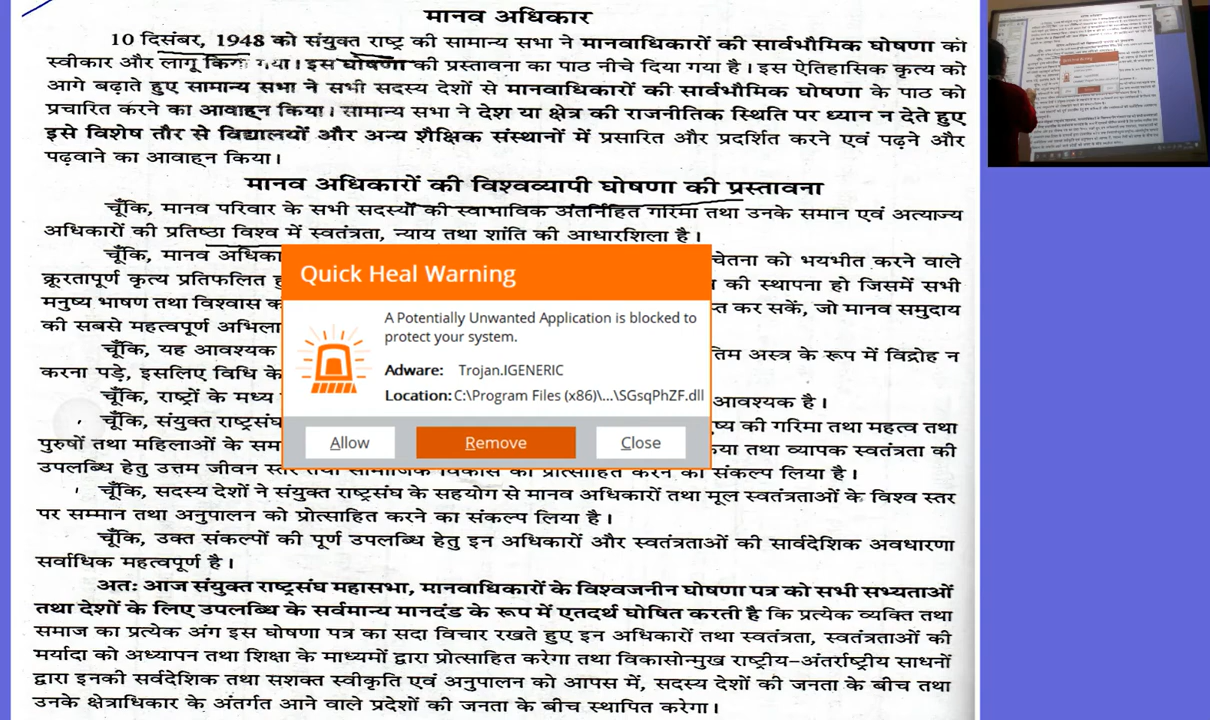 मानव अधिकार
10 दिसंबर, 1948 को संयुक्त राष्ट्र की सामान्य सभा ने मानवाधिकारों की सार्वभौमिक घोषणा को
स्वीकार और लागू किया गया। इस घोषणा की प्रस्तावना का पाठ नीचे दिया गया है। इस ऐतिहासिक कृत्य को
आगे बढ़ाते हुए सामान्य सभा ने सभी सदस्य देशों से मानवाधिकारों की सार्वभौमिक घोषणा के पाठ को
प्रचारित करने का आवाहन किया। सामान्य सभा ने देश या क्षेत्र की राजनीतिक स्थिति पर ध्यान न देते हुए
इसे विशेष तौर से विद्यालयों और अन्य शैक्षिक संस्थानों में प्रसारित और प्रदर्शित करने एवं पढ़ने और
पढ़वाने का आवाहन किया।
मानव अधिकारों की विश्वव्यापी घोषणा की प्रस्तावना
चूँकि, मानव परिवार के सभी सदस्यों की स्वाभाविक अंतर्निहित गरिमा तथा उनके समान एवं अत्याज्य
अधिकारों की प्रतिष्ठा विश्व में स्वतंत्रता, न्याय तथा शांति की आधारशिला है।
चूँकि, मानव अधिका चेतना को भयभीत करने वाले
क्रूरतापूर्ण कृत्य प्रतिफलित की स्थापना हो जिसमें सभी
मनुष्य भाषण तथा विश्वास क प्त कर सकें, जो मानव समुदाय
की सबसे महत्वपूर्ण अभिला
चूँकि, यह आवश्यक तिम अस्त्र के रूप में विद्रोह न
करना पड़े, इसलिए विधि के
चूँकि, राष्ट्रों के मध्य आवश्यक है।
चूँकि, संयुक्त राष्ट्रसंघ ष्य की गरिमा तथा महत्व तथा
पुरुषों तथा महिलाओं के सम कया तथा व्यापक स्वतंत्रता की
उपलब्धि हेतु उत्तम जीवन स्तर तथा सामाजिक विकास को प्रोत्साहित करने का संकल्प लिया है।
चूँकि, सदस्य देशों ने संयुक्त राष्ट्रसंघ के सहयोग से मानव अधिकारों तथा मूल स्वतंत्रताओं के विश्व स्तर
पर सम्मान तथा अनुपालन को प्रोत्साहित करने का संकल्प लिया है।
चूँकि, उक्त संकल्पों की पूर्ण उपलब्धि हेतु इन अधिकारों और स्वतंत्रताओं की सार्वदेशिक अवधारणा
सर्वाधिक महत्वपूर्ण है।
अतः आज संयुक्त राष्ट्रसंघ महासभा, मानवाधिकारों के विश्वजनीन घोषणा पत्र को सभी सभ्यताओं
तथा देशों के लिए उपलब्धि के सर्वमान्य मानदंड के रूप में एतदर्थ घोषित करती है कि प्रत्येक व्यक्ति तथा
समाज का प्रत्येक अंग इस घोषणा पत्र का सदा विचार रखते हुए इन अधिकारों तथा स्वतंत्रता, स्वतंत्रताओं की
मर्यादा को अध्यापन तथा शिक्षा के माध्यमों द्वारा प्रोत्साहित करेगा तथा विकासोन्मुख राष्ट्रीय–अंतर्राष्ट्रीय साधनों
द्वारा इनकी सर्वदेशिक तथा सशक्त स्वीकृति एवं अनुपालन को आपस में, सदस्य देशों की जनता के बीच तथा
उनके क्षेत्राधिकार के अंतर्गत आने वाले प्रदेशों की जनता के बीच स्थापित करेगा।
Quick Heal Warning
A Potentially Unwanted Application is blocked to
protect your system.
Adware: Trojan.IGENERIC
Location: C:\Program Files (x86)\...\SGsqPhZF.dll
Allow Remove Close